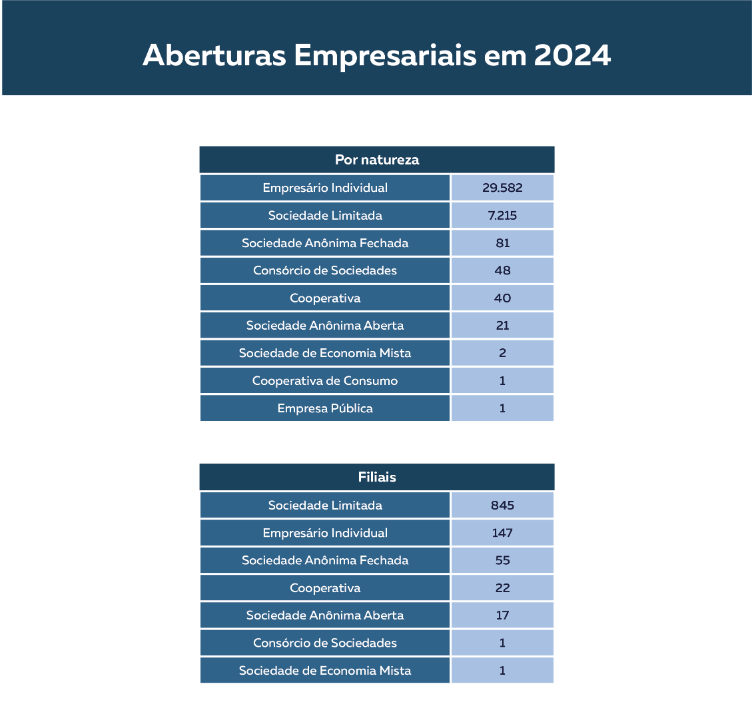 Aberturas Empresariais em 2024
Por natureza
Empresário Individual 29.582
Sociedade Limitada 7.215
Sociedade Anônima Fechada 81
Consórcio de Sociedades 48
Cooperativa 40
Sociedade Anônima Aberta 21
Sociedade de Economia Mista 2
Cooperativa de Consumo 1
Empresa Pública 1
Filiais
Sociedade Limitada 845
Empresário Individual 147
Sociedade Anônima Fechada 55
Cooperativa 22
Sociedade Anônima Aberta 17
Consórcio de Sociedades 1
Sociedade de Economia Mista 1